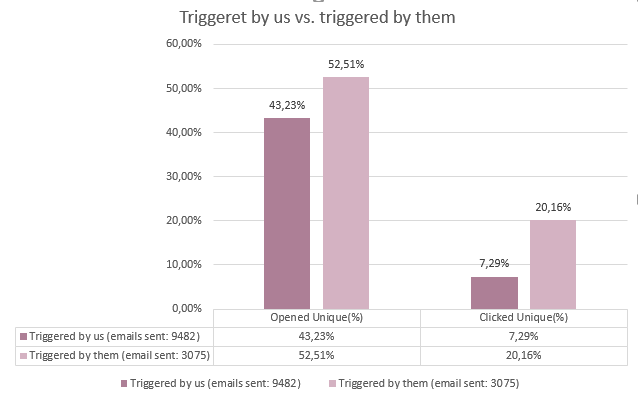 Triggeret by us vs. triggered by them
60,00%
50,00%
40,00%
30,00%
20,00%
10,00%
0,00%
43,23%
52,51%
7,29%
20,16%
Opened Unique(%) Clicked Unique(%)
Triggered by us (emails sent: 9482) 43,23% 7,29%
Triggered by them (email sent: 3075) 52,51% 20,16%
Triggered by us (emails sent: 9482) Triggered by them (email sent: 3075)